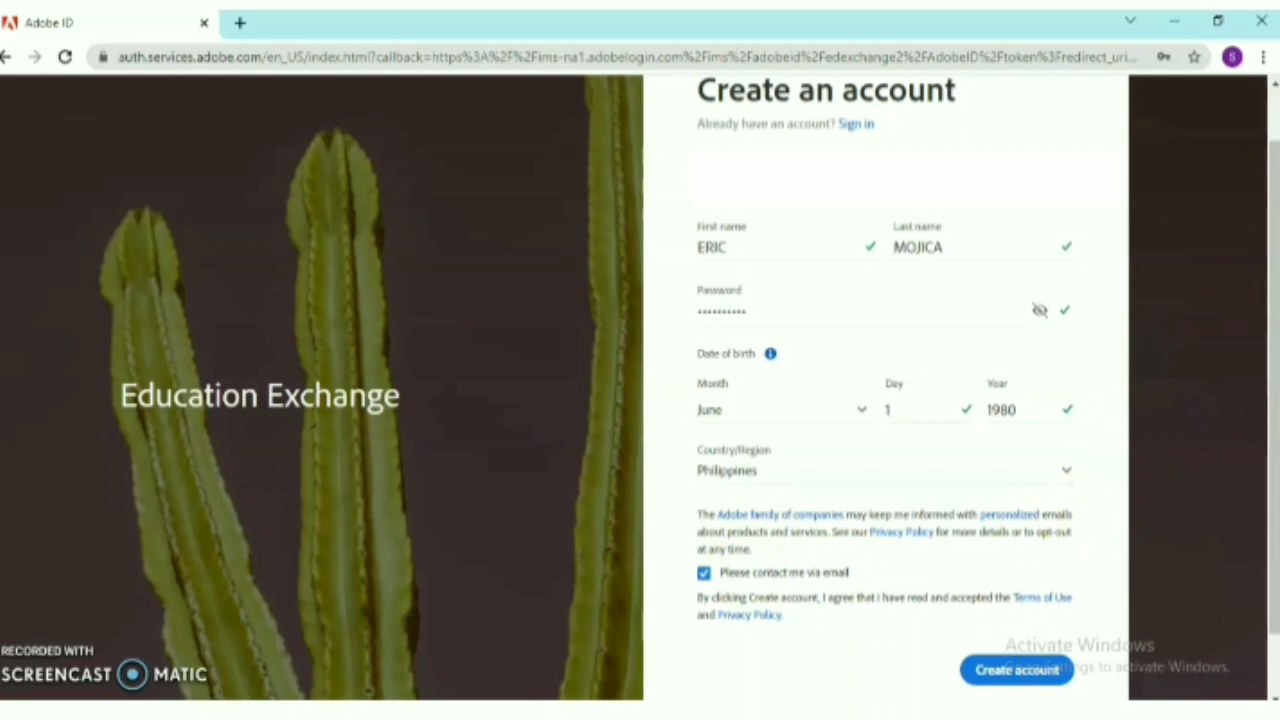 Adobe ID
auth.services.adobe.com/en_US/index.html?callback=https%3A%2F%2Fims-na1.adobelogin.com%2Fims%2Fadobeid%2Fedexchange2%2FAdobeID%2Ftoken%3Fredirect_uri...
S
Create an account
Already have an account? Sign in
First name Last name
ERIC MOJICA
Password
Date of birth
Month Day Year
June 1 1980
Country/Region
Philippines
The Adobe family of companies may keep me informed with personalized emails
about products and services. See our Privacy Policy for more details or to opt-out
at any time.
Please contact me via email
By clicking Create account, I agree that I have read and accepted the Terms of Use
and Privacy Policy.
Create account
Education Exchange
RECORDED WITH
SCREENCAST MATIC
Activate Windows
to activate Windows.